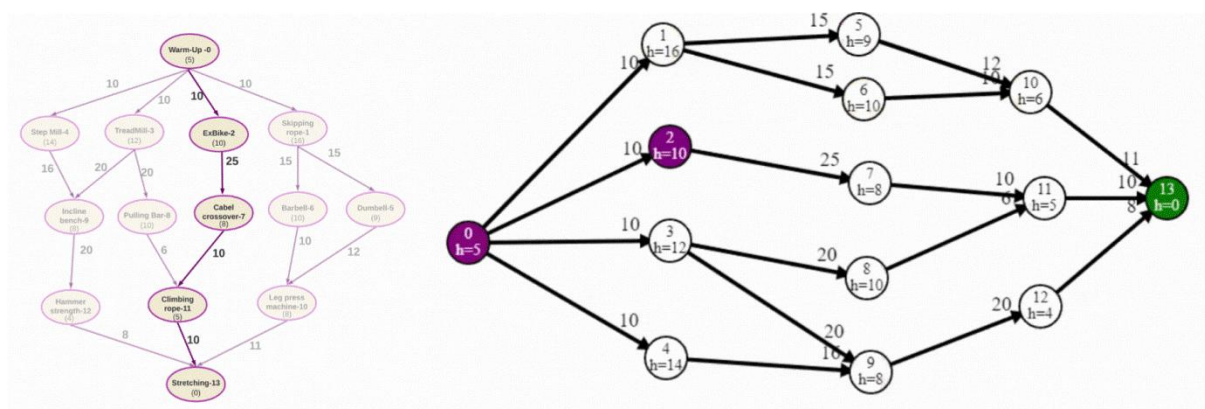 Warm-Up -0
(5)
10
10
10
10
Step Mill-4
(14)
TreadMill-3
(12)
ExBike-2
(10)
Skipping
rope-1
(16)
16
20
20
25
15
15
Incline
bench-9
(8)
Pulling Bar-8
(10)
Cabel
crossover-7
(8)
Barbell-6
(10)
Dumbell-5
(9)
20
6
10
10
12
Hammer
strength-12
(4)
Climbing
rope-11
(5)
Leg press
machine-10
(8)
8
10
11
Stretching-13
(0)
0
h=5
10
10
10
10
1
h=16
2
h=10
3
h=12
4
h=14
15
15
25
20
20
16
5
h=9
6
h=10
7
h=8
8
h=10
9
h=8
12
10
10
6
20
10
h=6
11
h=5
12
h=4
11
10
8
13
h=0